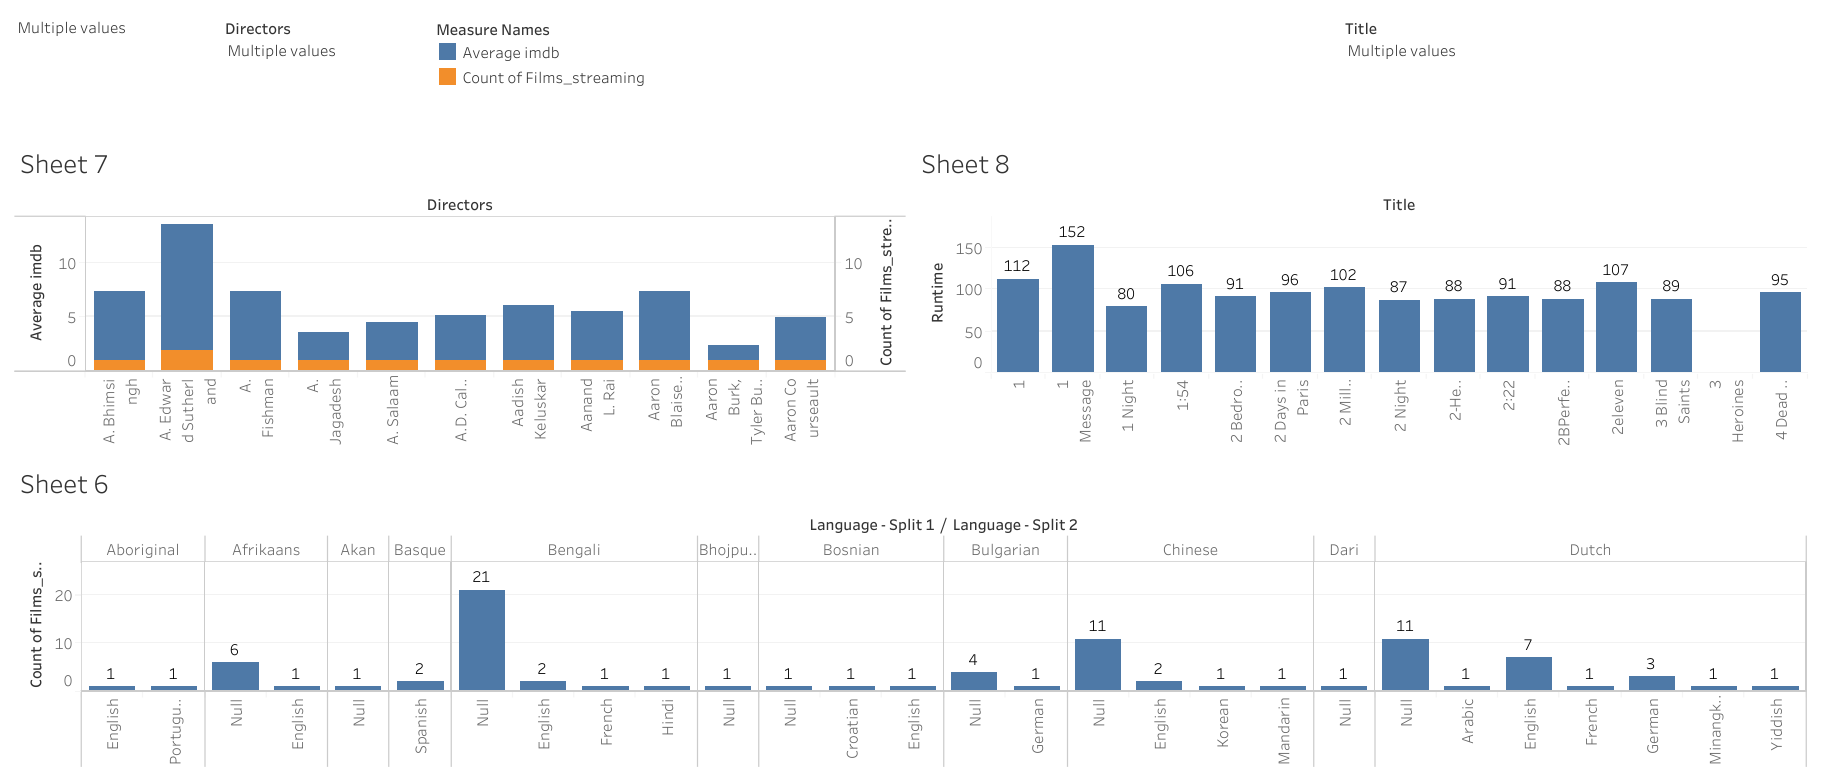 Multiple values
Directors
Multiple values
Measure Names
Average imdb
Count of Films_streaming
Title
Multiple values
Sheet 7
Directors
Average imdb
10
5
0
10
5
0
Count of Films_stre..
A. Bhimsi
ngh
A. Edwar
d Sutherl
and
A.
Fishman
A.
Jagadesh
A. Salaam
A.D. Cal..
Aadish
Keluskar
Aanand
L. Rai
Aaron
Blaise..
Aaron
Burk,
Tyler Bu..
Aaron Co
urseault
Sheet 8
Title
Runtime
150
100
50
0
112
152
80
106
91
96
102
87
88
91
88
107
89
95
1
1
Message
1 Night
1:54
2 Bedro..
2 Days in
Paris
2 Mill..
2 Night
2-He..
2:22
2BPerfe..
2eleven
3 Blind
Saints
3
Heroines
4 Dead ..
Sheet 6
Language - Split 1 / Language - Split 2
Aboriginal
Afrikaans
Akan
Basque
Bengali
Bhojpu..
Bosnian
Bulgarian
Chinese
Dari
Dutch
Count of Films_s..
20
10
0
1
1
6
1
1
2
21
2
1
1
1
1
1
1
4
1
11
2
1
1
1
11
1
7
1
3
1
1
English
Portugu..
Null
English
Null
Spanish
Null
English
French
Hindi
Null
Null
Croatian
English
Null
German
Null
English
Korean
Mandarin
Null
Null
Arabic
English
French
German
Minangk..
Yiddish